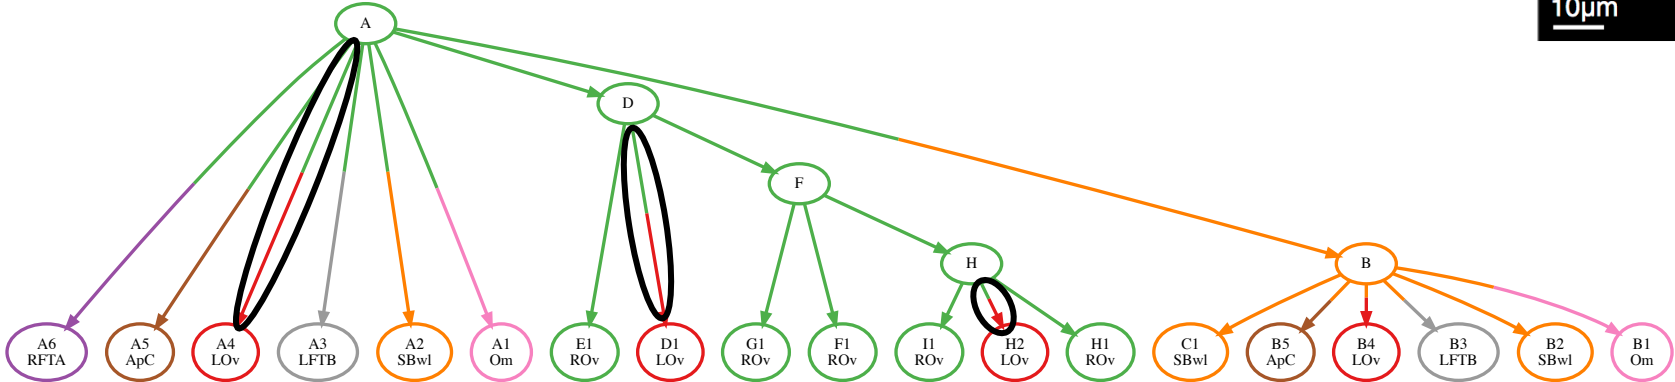 10μm
A
D
F
H
B
A6
RFTA
A5
ApC
A4
LOv
A3
LFTB
A2
SBwl
A1
Om
E1
ROv
D1
LOv
G1
ROv
F1
ROv
I1
ROv
H2
LOv
H1
ROv
C1
SBwl
B5
ApC
B4
LOv
B3
LFTB
B2
SBwl
B1
Om